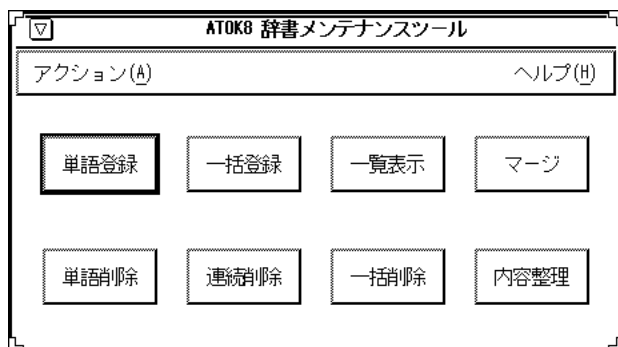 ATOK8 辞書メンテナンスツール
アクション(A) ヘルプ(H)
単語登録 一括登録 一覧表示 マージ
単語削除 連続削除 一括削除 内容整理